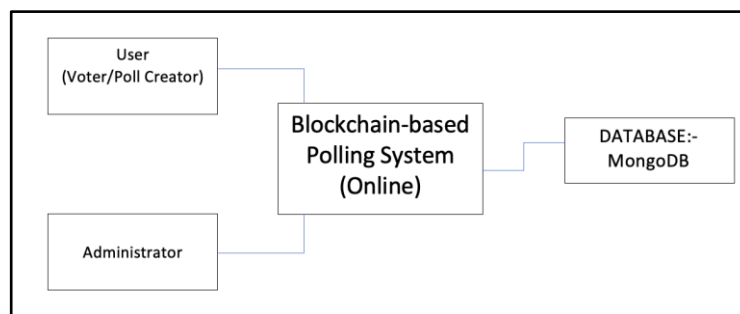 User
(Voter/Poll Creator)
Blockchain-based
Polling System
(Online)
DATABASE:-
MongoDB
Administrator